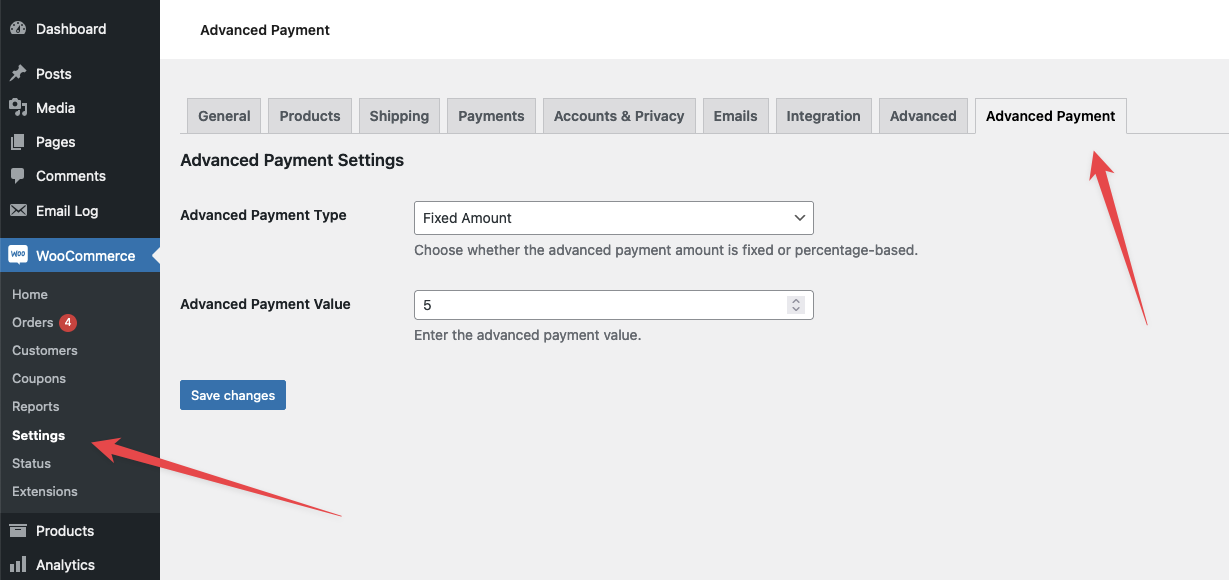 Dashboard
Posts
Media
Pages
Comments
Email Log
Woo WooCommerce
Home
Orders 4
Customers
Coupons
Reports
Settings
Status
Extensions
Products
Analytics
Advanced Payment
General Products Shipping Payments Accounts & Privacy Emails Integration Advanced Advanced Payment
Advanced Payment Settings
Advanced Payment Type Fixed Amount
Choose whether the advanced payment amount is fixed or percentage-based.
Advanced Payment Value 5
Enter the advanced payment value.
Save changes